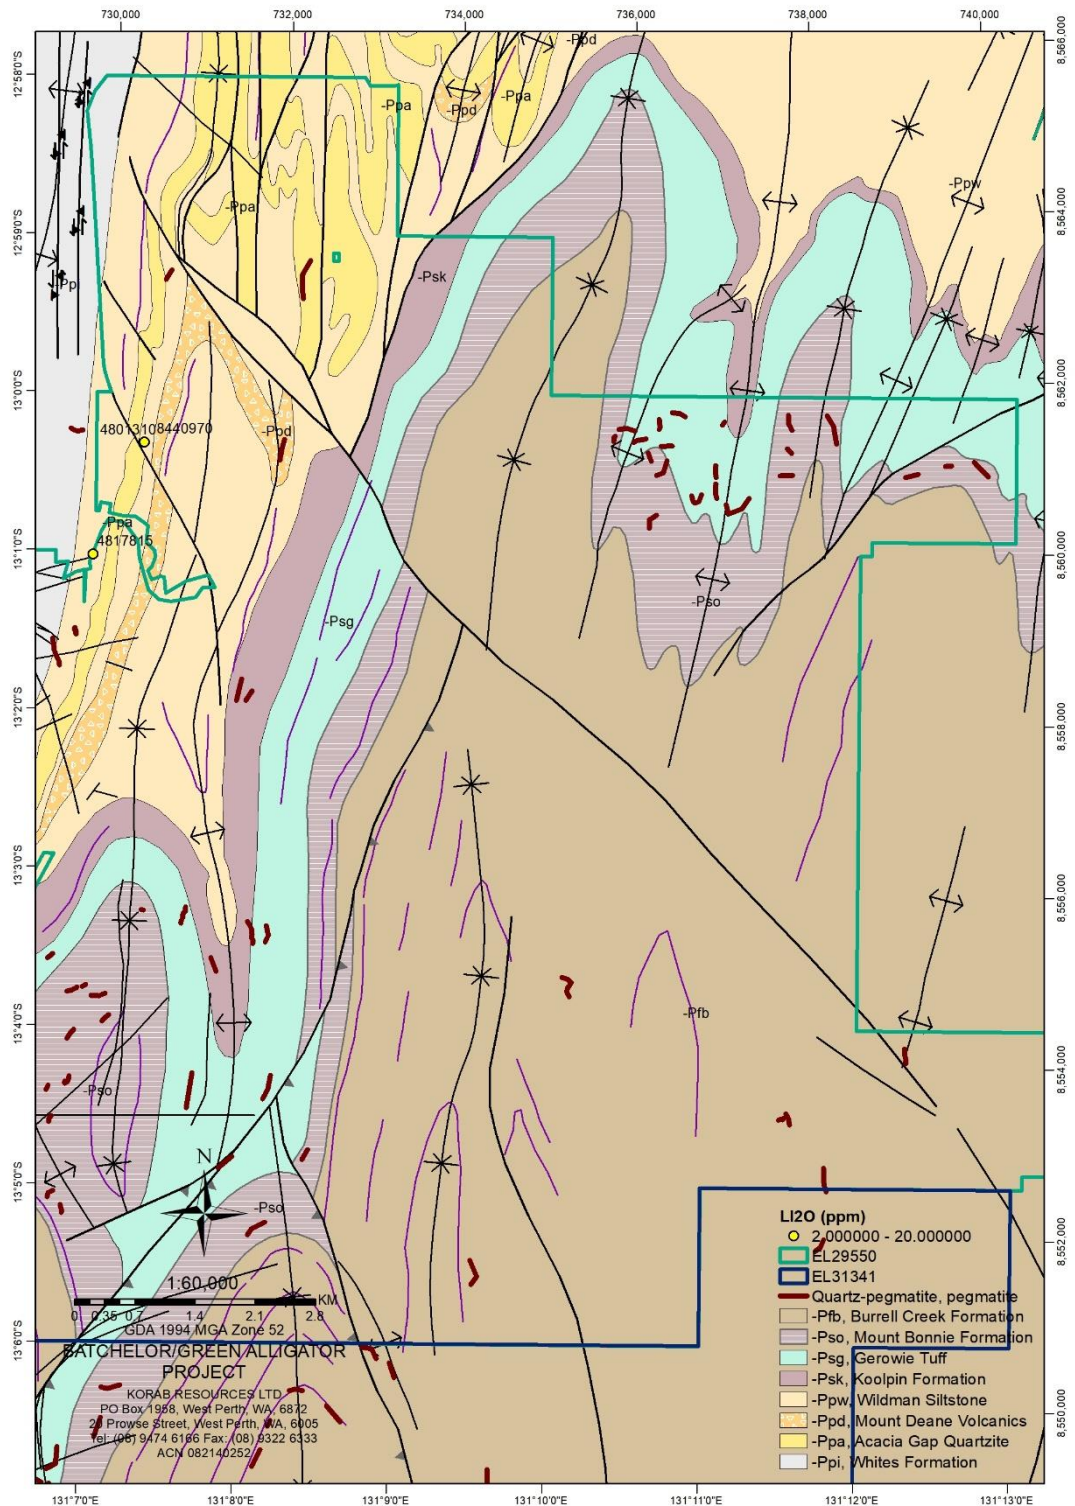 730,000
732,000
734,000
736,000
738,000
740,000
8,566,000
8,564,000
8,562,000
8,560,000
8,558,000
8,556,000
8,554,000
8,552,000
8,550,000
12°58'0"S
12°59'0"S
13°0'0"S
13°1'0"S
13°2'0"S
13°3'0"S
13°4'0"S
13°5'0"S
13°6'0"S
-Ppd
-Ppa
-Ppd
-Ppa
-Ppa
-Ppw
-Psk
-Ppi
4801310
8440970
-Ppd
-Ppa
4817815
-Psg
-Pso
-Pfb
-Pso
N
-Pso
1:60,000
0 0.35 0.7 1.4 2.1 2.8 KM
GDA 1994 MGA Zone 52
BATCHELOR/GREEN ALLIGATOR
PROJECT
KORAB RESOURCES LTD
PO Box 1958, West Perth, WA, 6872
20 Prowse Street, West Perth, WA, 6005
Tel: (08) 9474 6166 Fax: (08) 9322 6333
ACN 082140252
LI2O (ppm)
2.000000 - 20.000000
EL29550
EL31341
Quartz-pegmatite, pegmatite
-Pfb, Burrell Creek Formation
-Pso, Mount Bonnie Formation
-Psg, Gerowie Tuff
-Psk, Koolpin Formation
-Ppw, Wildman Siltstone
-Ppd, Mount Deane Volcanics
-Ppa, Acacia Gap Quartzite
-Ppi, Whites Formation
131°7'0"E
131°8'0"E
131°9'0"E
131°10'0"E
131°11'0"E
131°12'0"E
131°13'0"E